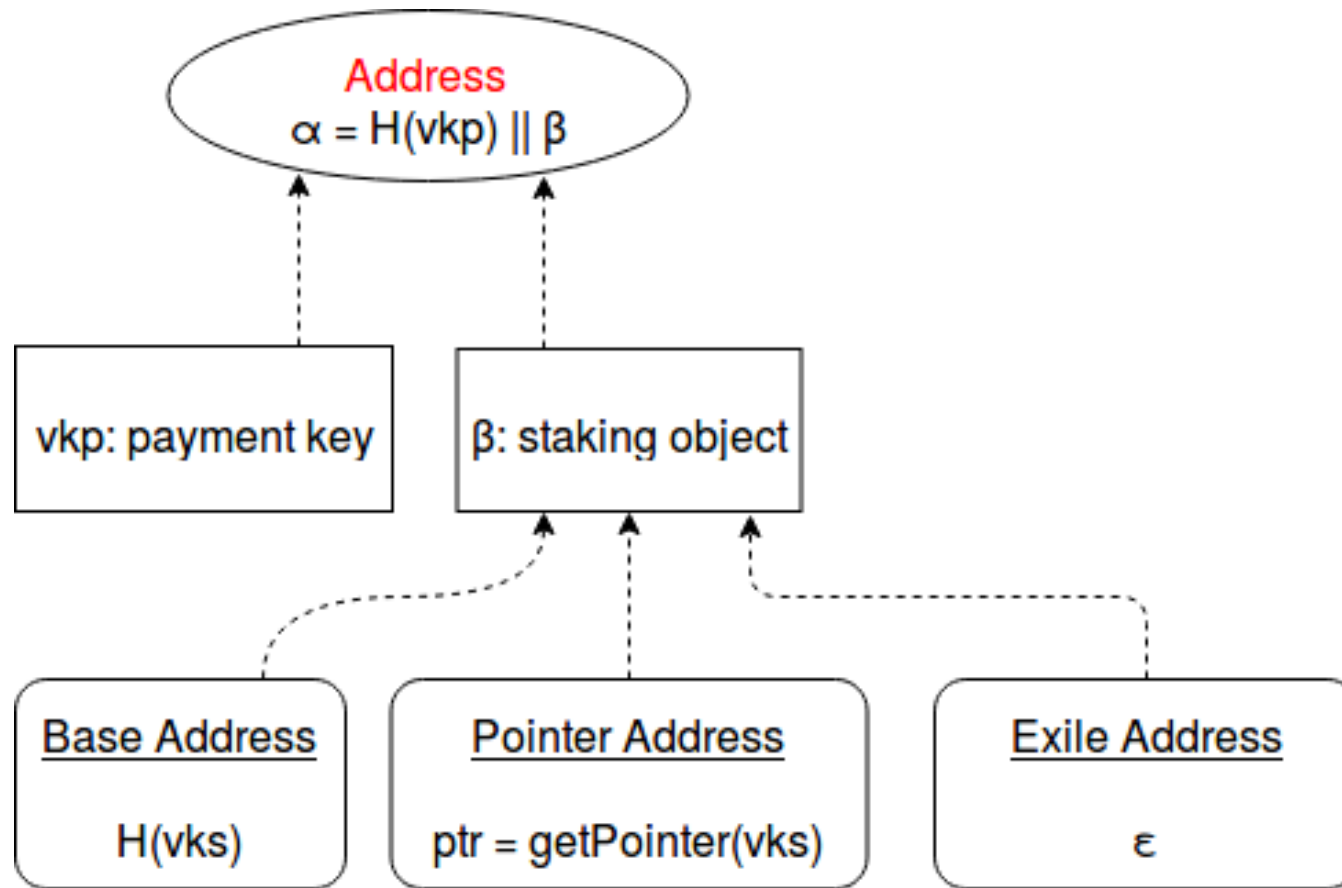 Address
α = H(vkp) || β
vkp: payment key
β: staking object
Base Address
H(vks)
Pointer Address
ptr = getPointer(vks)
Exile Address
ε